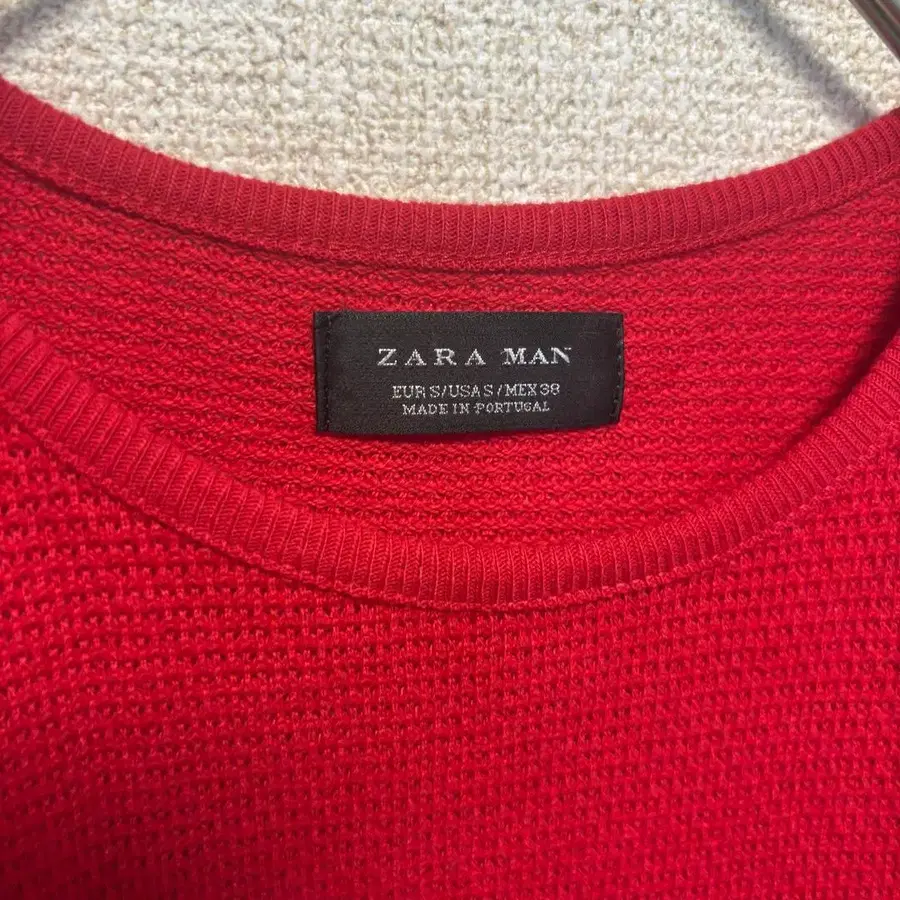 ZARA MAN
EUR S/USA S/MEX 38
MADE IN PORTUGAL